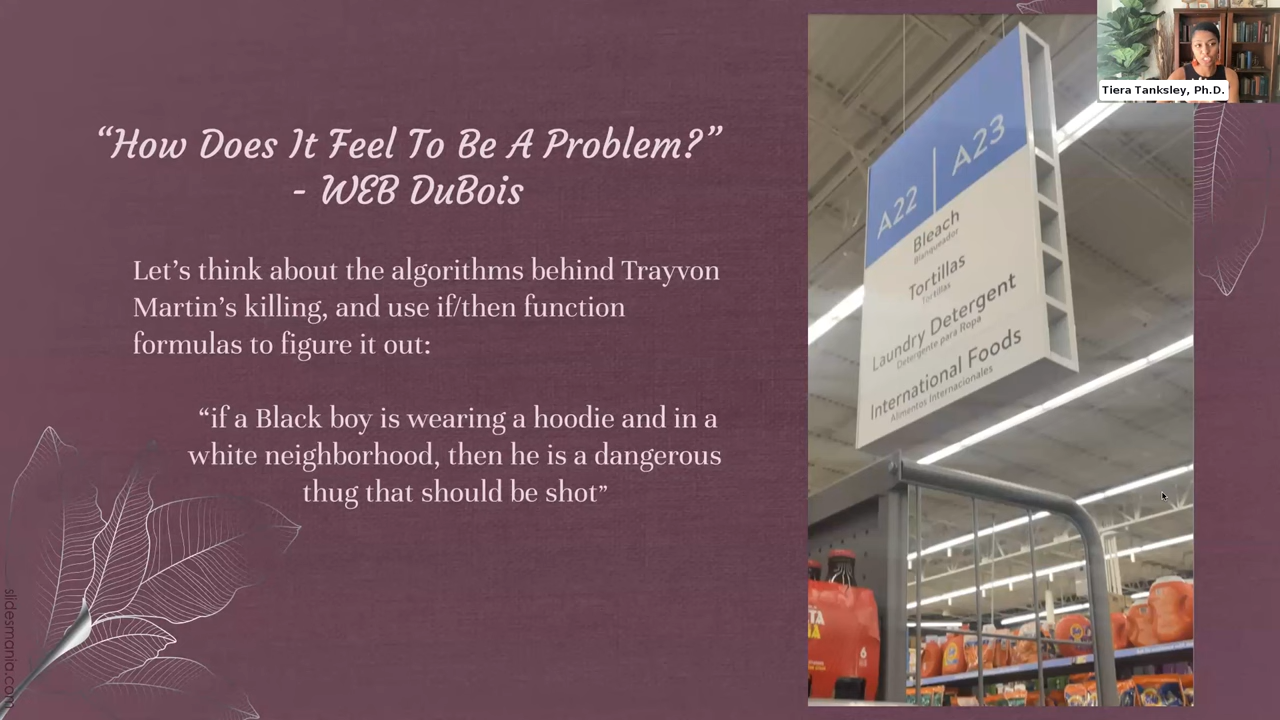 “How Does It Feel To Be A Problem?”
- WEB DuBois
Let’s think about the algorithms behind Trayvon
Martin’s killing, and use if/then function
formulas to figure it out:
“if a Black boy is wearing a hoodie and in a
white neighborhood, then he is a dangerous
thug that should be shot”
A22 | A23
Bleach
Blanqueador
Tortillas
Tortillas
Laundry Detergent
Detergente para Ropa
International Foods
Alimentos Internacionales
Tiera Tanksley, Ph.D.
Tide
6
slidesmania.com